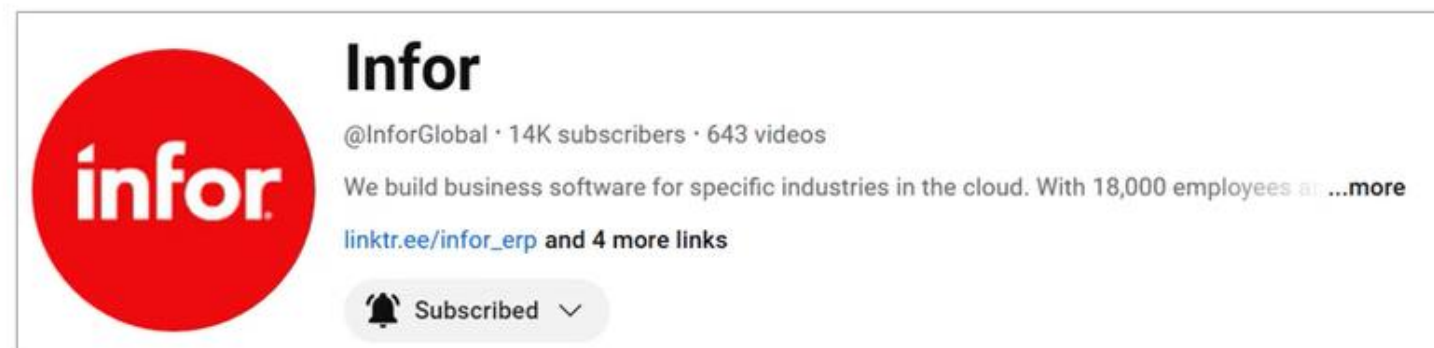 infor
Infor
@InforGlobal · 14K subscribers · 643 videos
We build business software for specific industries in the cloud. With 18,000 employees ...more
linktr.ee/infor_erp and 4 more links
Subscribed